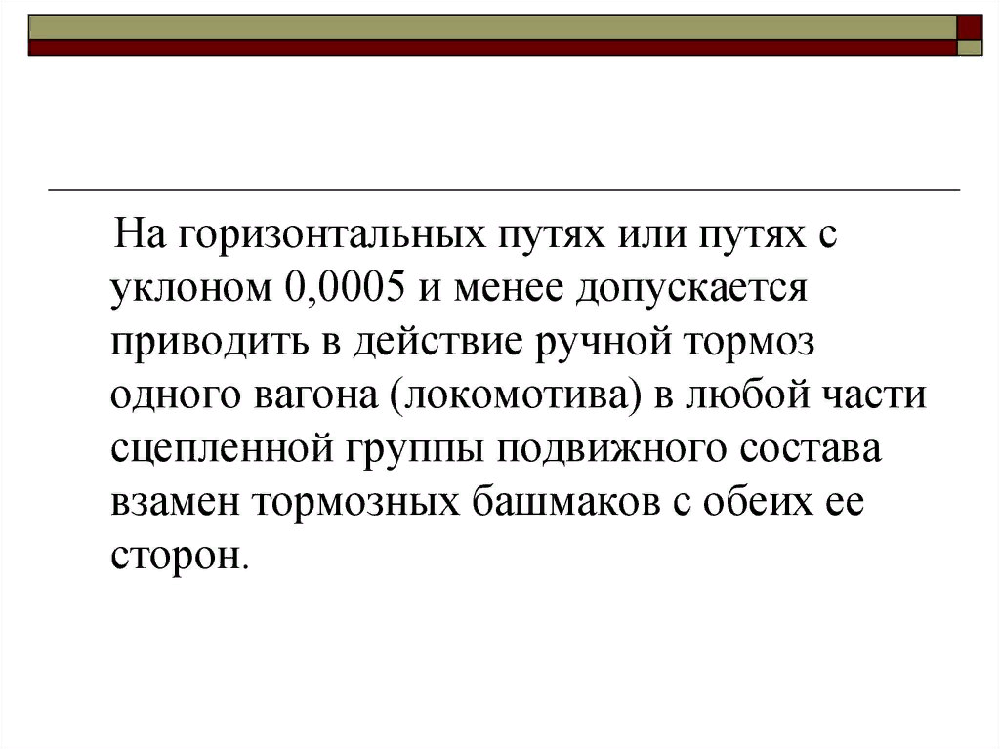 На горизонтальных путях или путях с
уклоном 0,0005 и менее допускается
приводить в действие ручной тормоз
одного вагона (локомотива) в любой части
сцепленной группы подвижного состава
взамен тормозных башмаков с обеих ее
сторон.